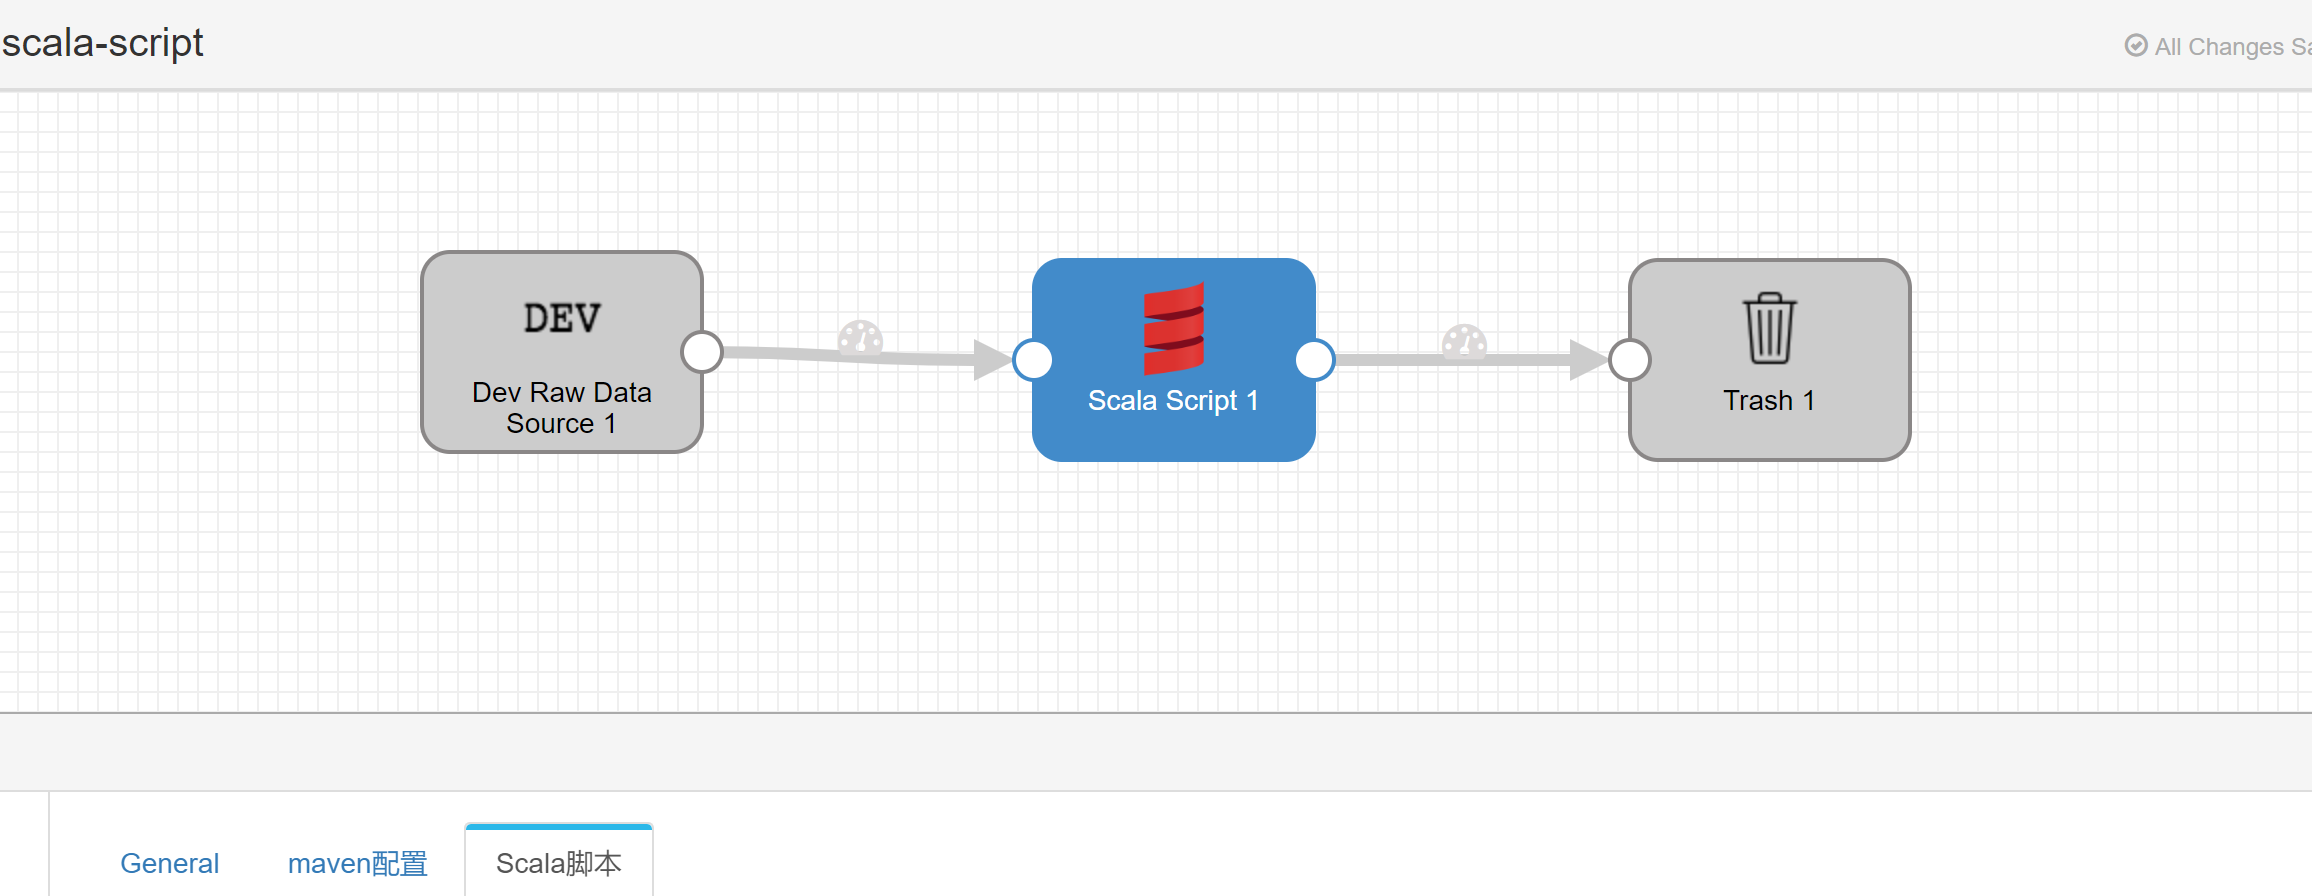 scala-script
All Changes Sa
DEV
Dev Raw Data
Source 1
Scala Script 1
Trash 1
General
maven配置
Scala脚本